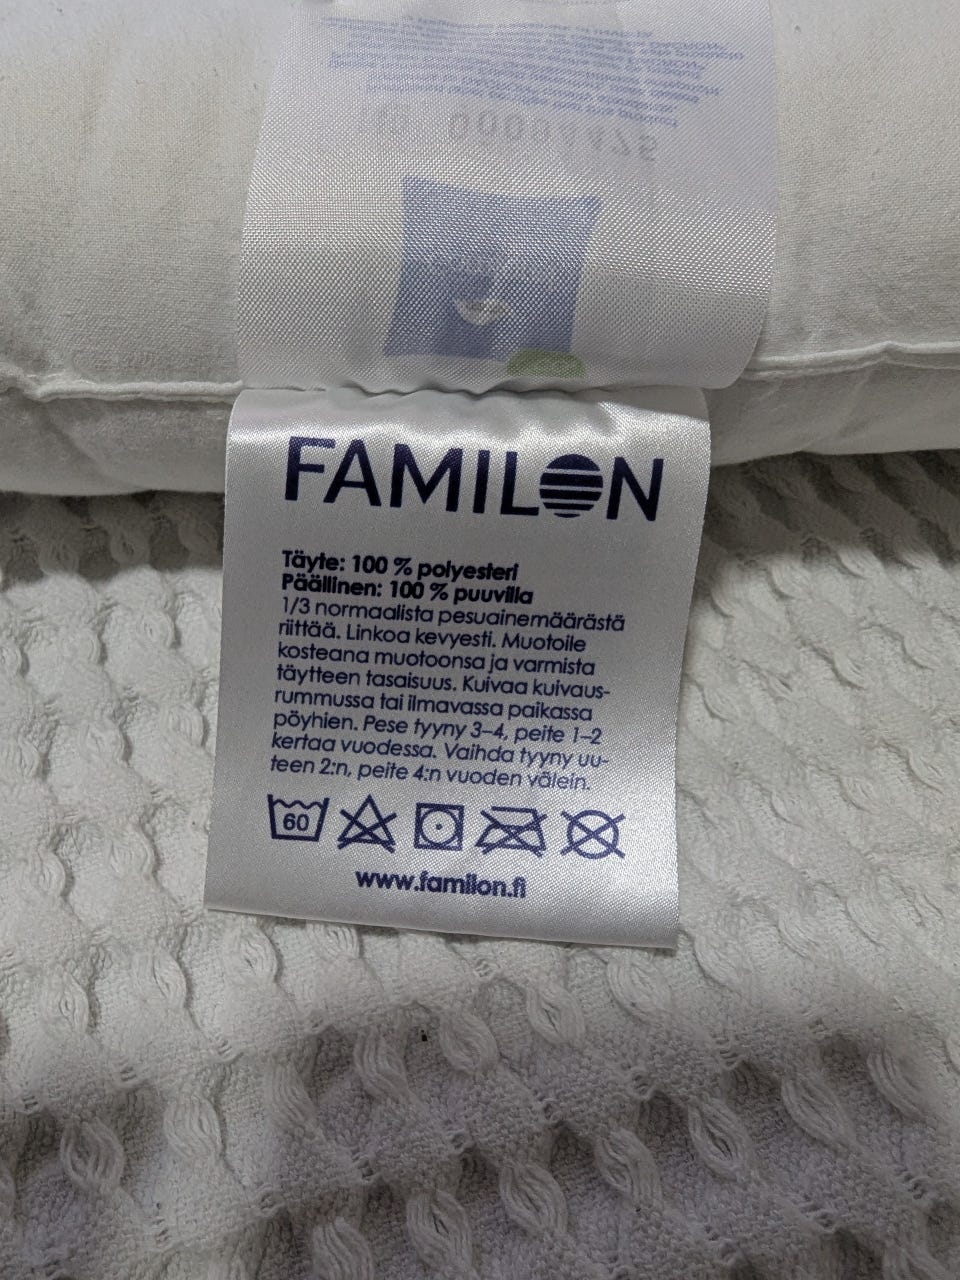 00094475
FAMILON
Täyte: 100 % polyesteri
Päällinen: 100 % puuvilla
1/3 normaalista pesuainemäärästä
riittää. Linkoa kevyesti. Muotoile
kosteana muotoonsa ja varmista
täytteen tasaisuus. Kuivaa kuivaus-
rummussa tai ilmavassa paikassa
pöyhien. Pese tyyny 3–4, peite 1–2
kertaa vuodessa. Vaihda tyyny uu-
teen 2:n, peite 4:n vuoden välein.
60
www.familon.fi